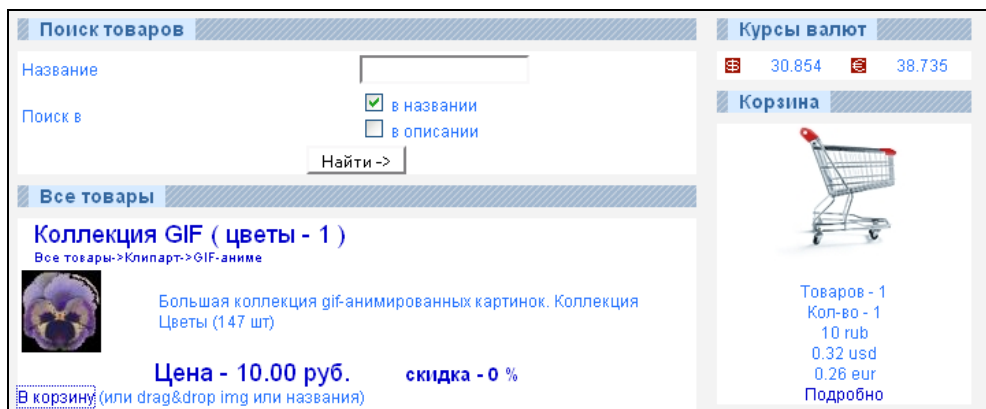 Поиск товаров
Название
Поиск в
в названии
в описании
Найти ->
Все товары
Коллекция GIF ( цветы - 1 )
Все товары->Клипарт->GIF-аниме
Большая коллекция gif-анимированных картинок. Коллекция
Цветы (147 шт)
Цена - 10.00 руб. скидка - 0 %
В корзину (или drag&drop img или названия)
Курсы валют
$ 30.854 € 38.735
Корзина
Товаров - 1
Кол-во - 1
10 rub
0.32 usd
0.26 eur
Подробно